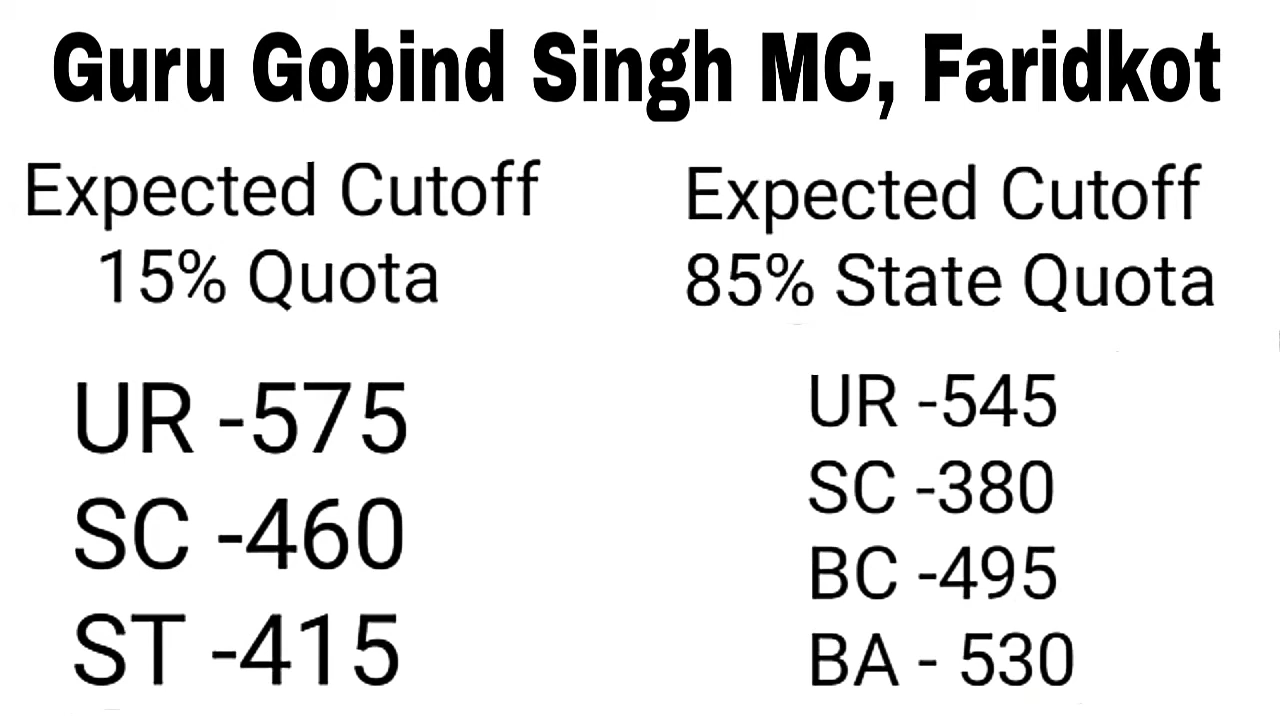 Guru Gobind Singh MC, Faridkot
Expected Cutoff
15% Quota
UR -575
SC -460
ST -415
Expected Cutoff
85% State Quota
UR -545
SC -380
BC -495
BA - 530